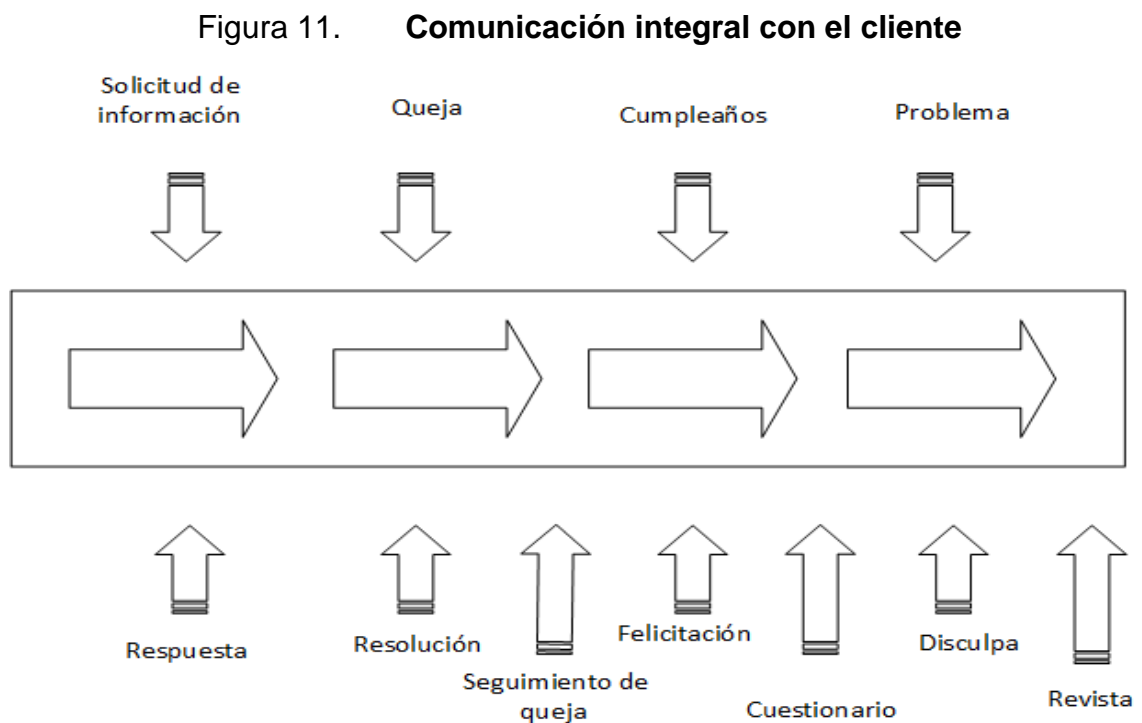 Figura 11. Comunicación integral con el cliente
Solicitud de
información
Queja
Cumpleaños
Problema
Respuesta
Resolución
Seguimiento de
queja
Felicitación
Cuestionario
Disculpa
Revista